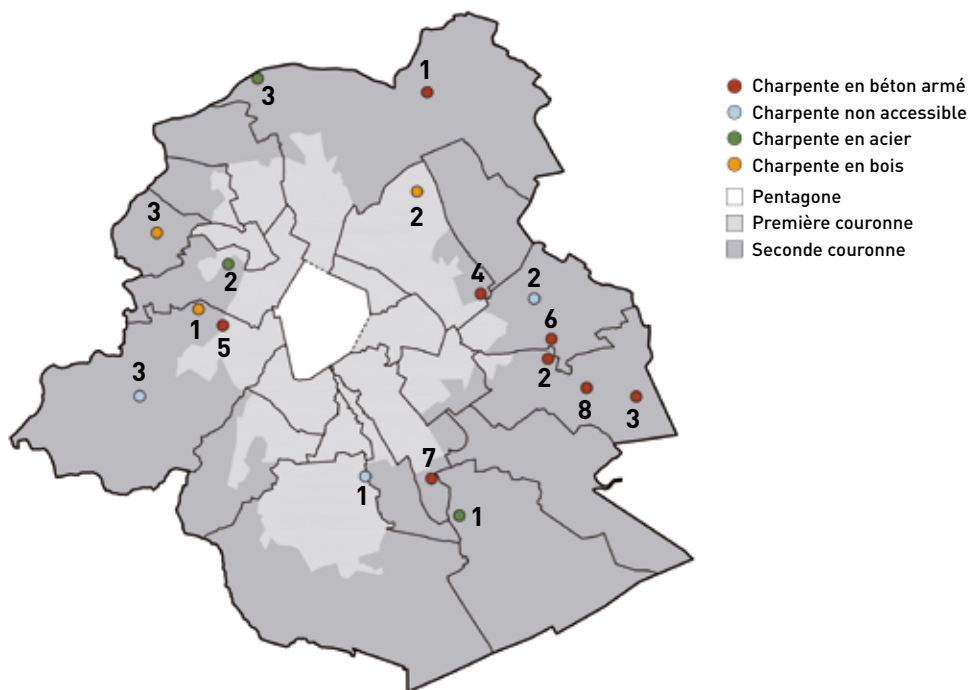 1
3
Charpente en béton armé
Charpente non accessible
Charpente en acier
Charpente en bois
Pentagone
Première couronne
Seconde couronne
2
3
2
4
2
1
5
6
2
3
8
3
7
1
1